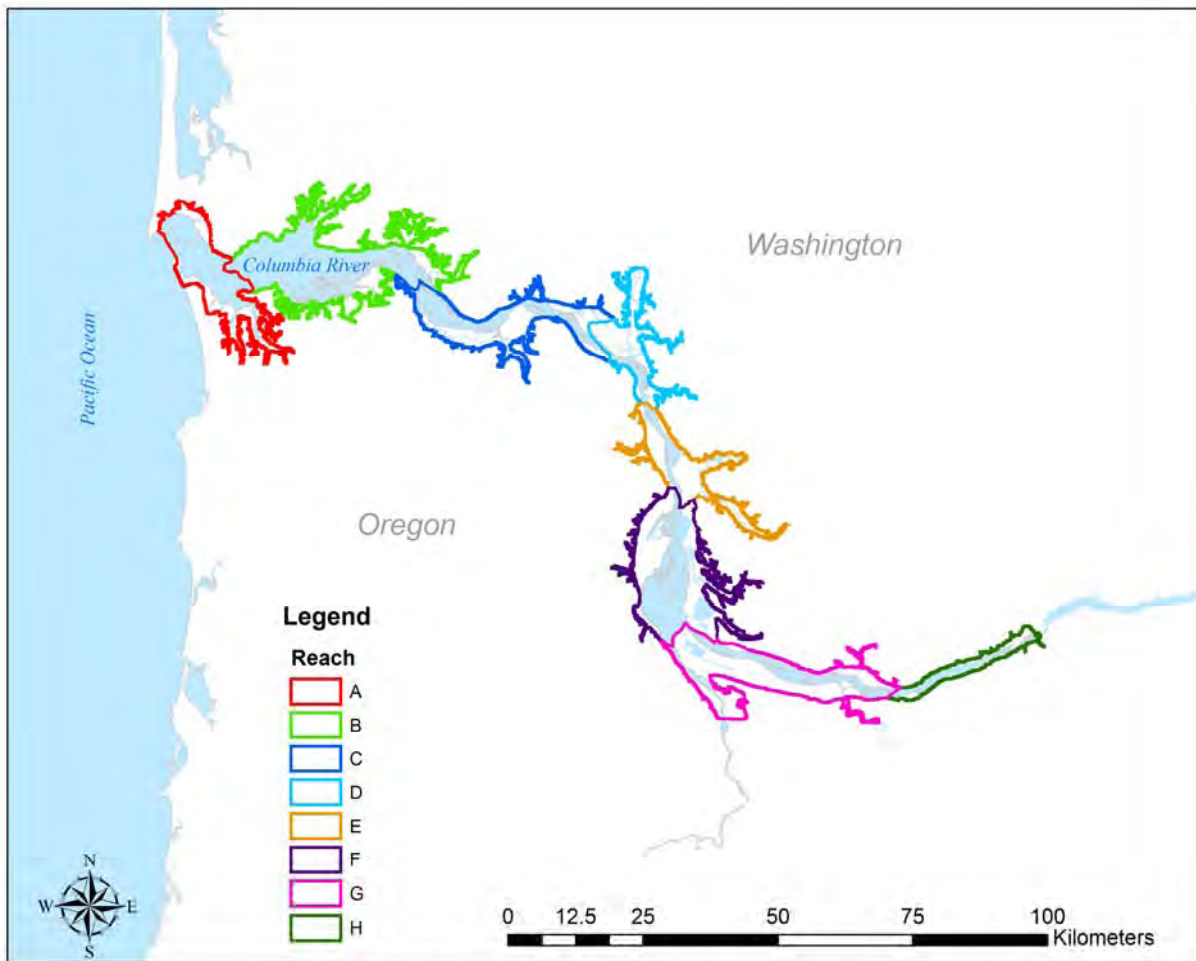 Washington
Columbia River
Pacific Ocean
Oregon
Legend
Reach
A
B
C
D
E
F
G
H
N
W E
S
0 12.5 25 50 75 100
Kilometers